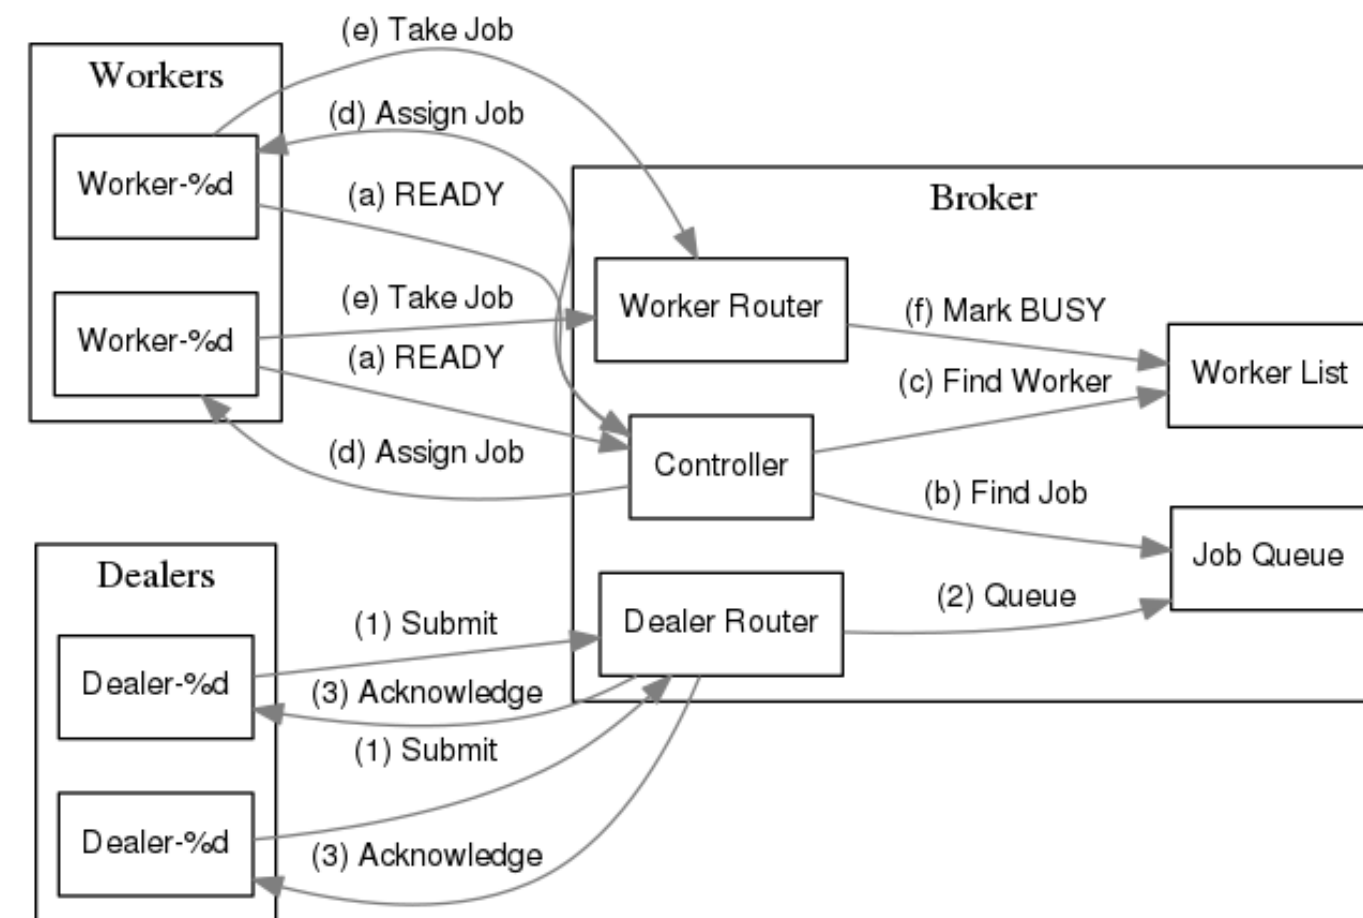 (e) Take Job
Workers
(d) Assign Job
Worker-%d
(a) READY
Broker
Worker-%d
(e) Take Job
(a) READY
(d) Assign Job
Worker Router
(f) Mark BUSY
Worker List
(c) Find Worker
Controller
(b) Find Job
Job Queue
Dealers
Dealer Router
(2) Queue
(1) Submit
Dealer-%d
(3) Acknowledge
(1) Submit
Dealer-%d
(3) Acknowledge